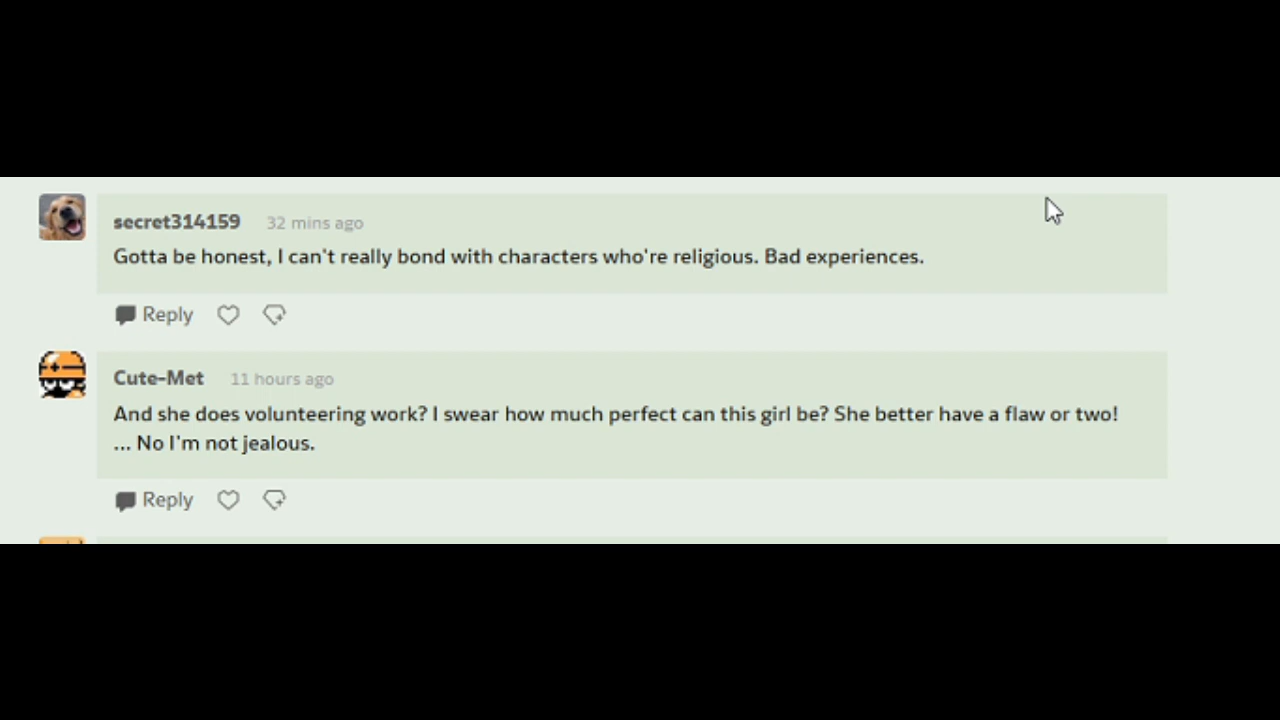 secret314159 32 mins ago
Gotta be honest, I can't really bond with characters who're religious. Bad experiences.
Reply
Cute-Met 11 hours ago
And she does volunteering work? I swear how much perfect can this girl be? She better have a flaw or two!
... No I'm not jealous.
Reply